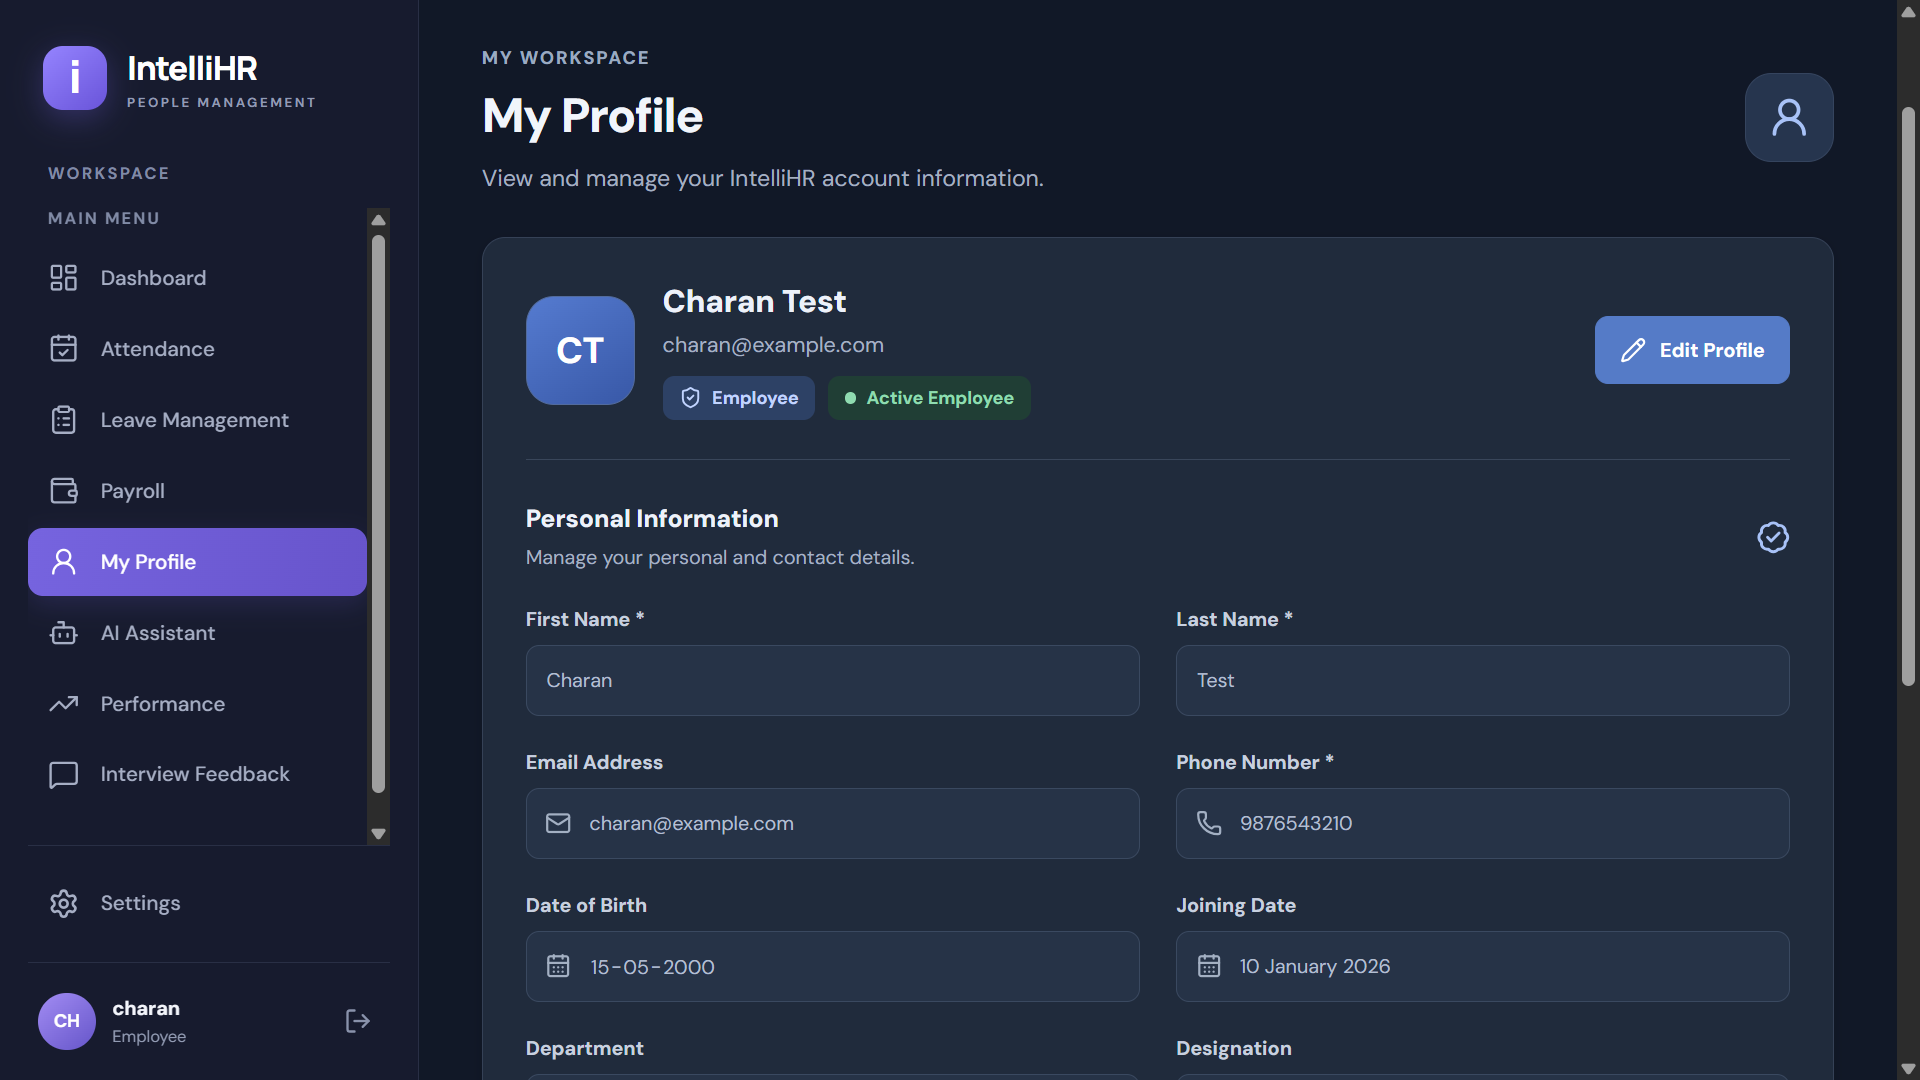 i
IntelliHR
PEOPLE MANAGEMENT
WORKSPACE
MAIN MENU
Dashboard
Attendance
Leave Management
Payroll
My Profile
AI Assistant
Performance
Interview Feedback
Settings
CH
charan
Employee
MY WORKSPACE
My Profile
View and manage your IntelliHR account information.
CT
Charan Test
charan@example.com
Employee
Active Employee
Edit Profile
Personal Information
Manage your personal and contact details.
First Name *
Charan
Last Name *
Test
Email Address
charan@example.com
Phone Number *
9876543210
Date of Birth
15-05-2000
Joining Date
10 January 2026
Department
Designation